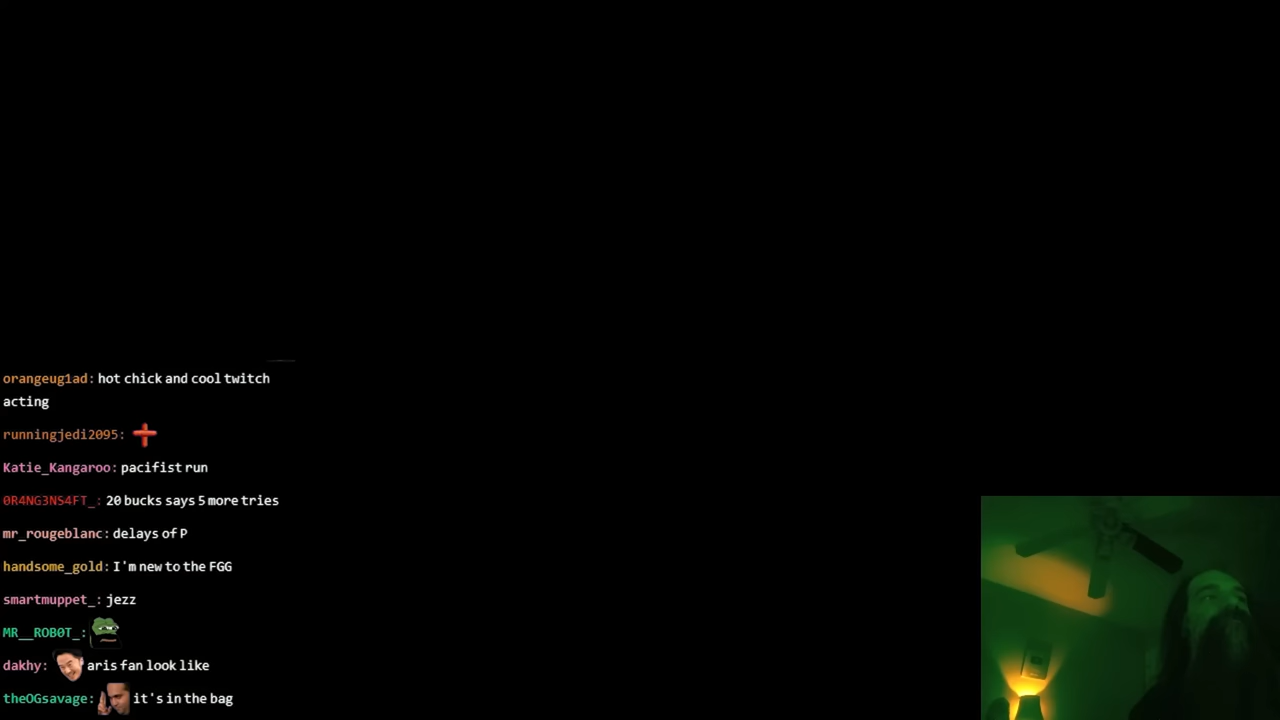 orangeug1ad: hot chick and cool twitch
acting
runningjedi2095:
Katie_Kangaroo: pacifist run
0R4NG3N54FT_: 20 bucks says 5 more tries
mr_rougeblanc: delays of P
handsome_gold: I'm new to the FGG
smartmuppet_: jezz
MR__ROB0T_:
dakhy: aris fan look like
theOGsavage: it's in the bag